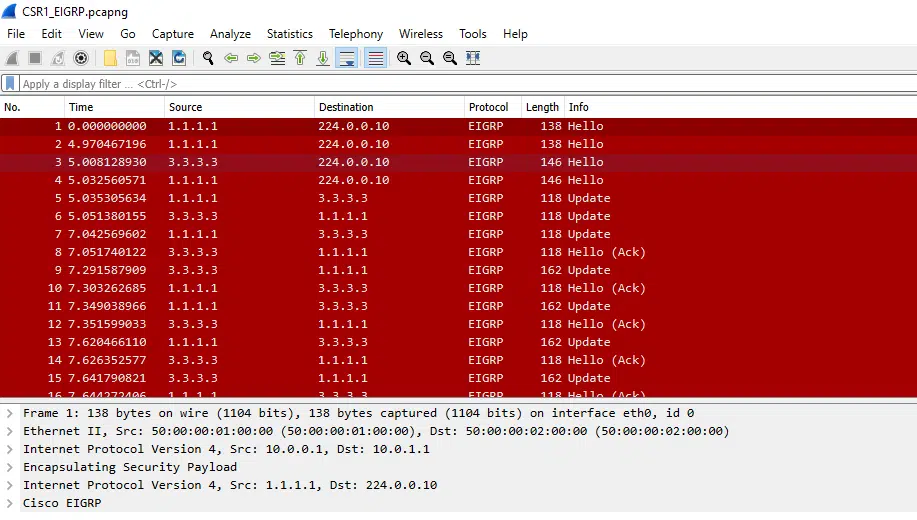 CSR1_EIGRP.pcapng
File Edit View Go Capture Analyze Statistics Telephony Wireless Tools Help
Apply a display filter ... <Ctrl-/>
No. Time Source Destination Protocol Length Info
1 0.000000000 1.1.1.1 224.0.0.10 EIGRP 138 Hello
2 4.970467196 1.1.1.1 224.0.0.10 EIGRP 138 Hello
3 5.008128930 3.3.3.3 224.0.0.10 EIGRP 146 Hello
4 5.032560571 1.1.1.1 224.0.0.10 EIGRP 146 Hello
5 5.035305634 1.1.1.1 3.3.3.3 EIGRP 118 Update
6 5.051380155 3.3.3.3 1.1.1.1 EIGRP 118 Update
7 7.042569602 1.1.1.1 3.3.3.3 EIGRP 118 Update
8 7.051740122 3.3.3.3 1.1.1.1 EIGRP 118 Hello (Ack)
9 7.291587909 3.3.3.3 1.1.1.1 EIGRP 162 Update
10 7.303262685 1.1.1.1 3.3.3.3 EIGRP 118 Hello (Ack)
11 7.349038966 1.1.1.1 3.3.3.3 EIGRP 162 Update
12 7.351599033 3.3.3.3 1.1.1.1 EIGRP 118 Hello (Ack)
13 7.620466110 1.1.1.1 3.3.3.3 EIGRP 162 Update
14 7.626352577 3.3.3.3 1.1.1.1 EIGRP 118 Hello (Ack)
15 7.641790821 3.3.3.3 1.1.1.1 EIGRP 162 Update
16 7.644272406 1.1.1.1 3.3.3.3 EIGRP 118 Hello (Ack)
Frame 1: 138 bytes on wire (1104 bits), 138 bytes captured (1104 bits) on interface eth0, id 0
Ethernet II, Src: 50:00:00:01:00:00 (50:00:00:01:00:00), Dst: 50:00:00:02:00:00 (50:00:00:02:00:00)
Internet Protocol Version 4, Src: 10.0.0.1, Dst: 10.0.1.1
Encapsulating Security Payload
Internet Protocol Version 4, Src: 1.1.1.1, Dst: 224.0.0.10
Cisco EIGRP